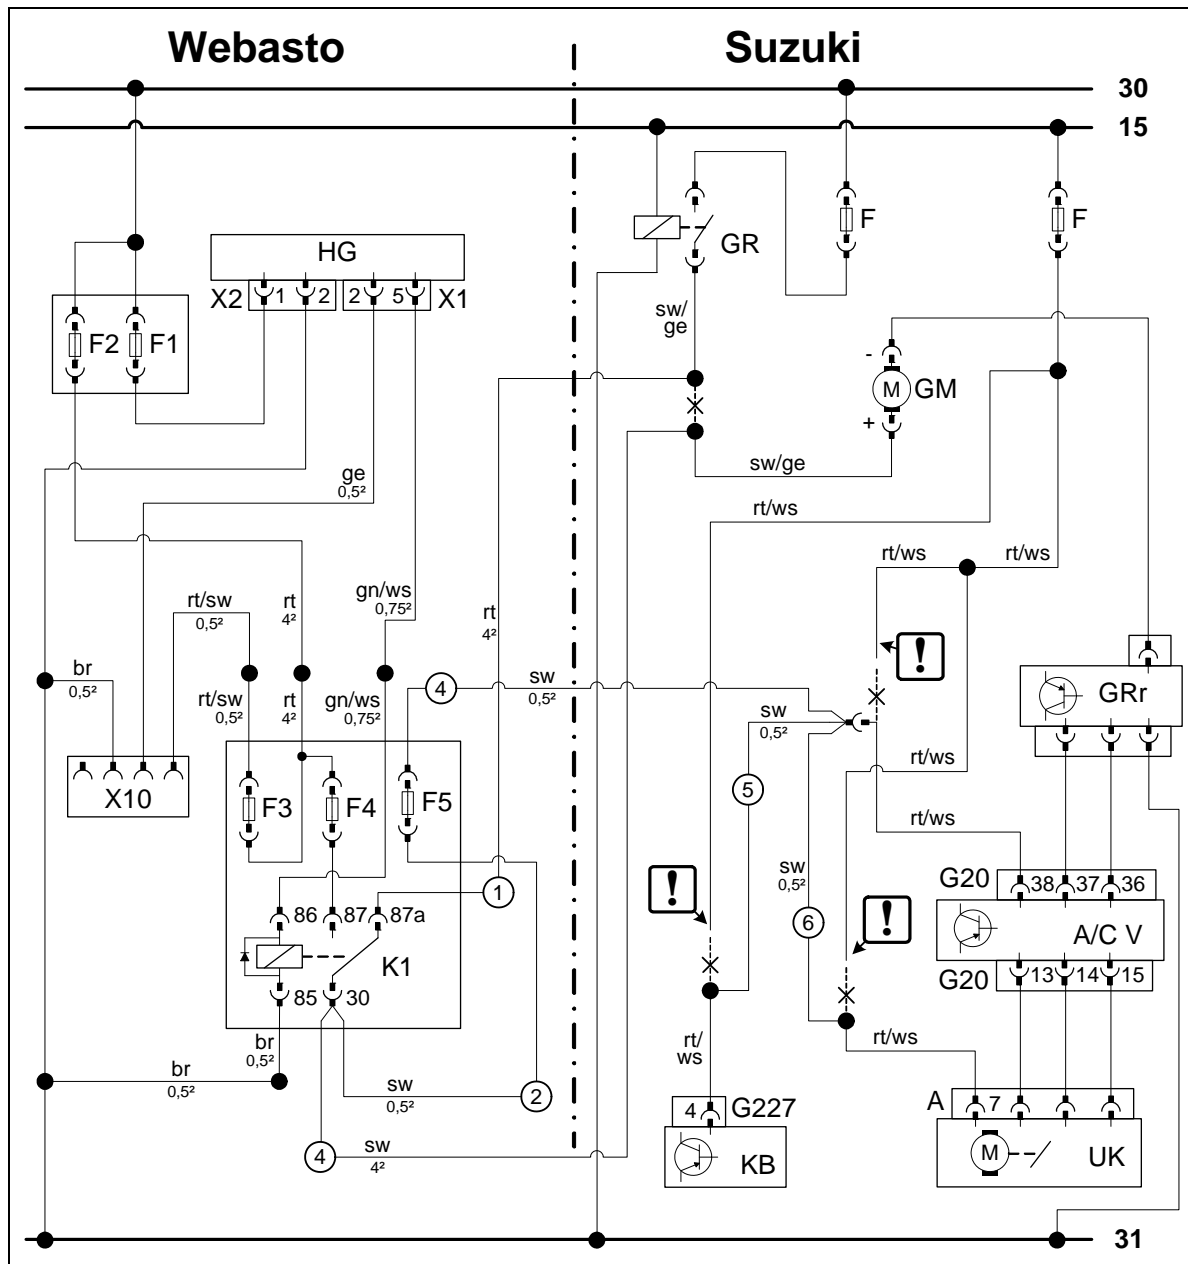 Webasto
Suzuki
30
15
HG
X2
1
2
2
5
X1
F2
F1
GR
F
F
sw/
ge
-
M
GM
+
sw/ge
ge
0,5²
rt/ws
rt/ws
rt/ws
rt/sw
0,5²
rt
4²
gn/ws
0,75²
rt
4²
!
br
0,5²
rt/sw
0,5²
rt
4²
gn/ws
0,75²
4
sw
0,5²
sw
0,5²
GRr
rt/ws
X10
F3
F4
F5
5
rt/ws
1
!
sw
0,5²
6
!
G20
38
37
36
A/C V
86
87
87a
K1
85
30
G20
13
14
15
br
0,5²
br
0,5²
sw
0,5²
2
rt/
ws
rt/ws
4
sw
4²
4
G227
KB
A
7
M
UK
31